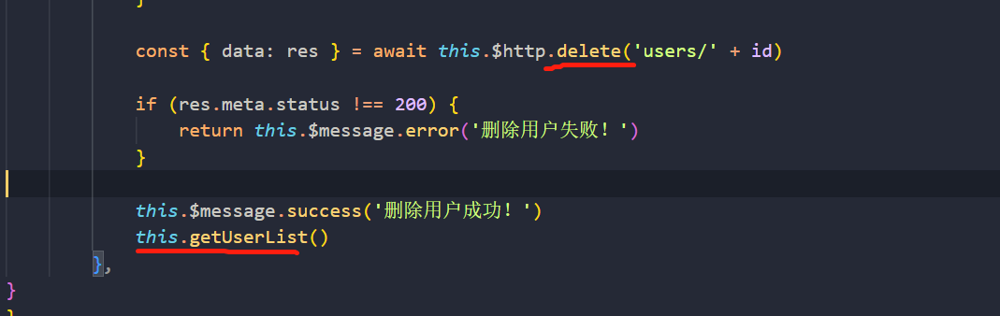 }
const { data: res } = await this.$http.delete('users/' + id)
if (res.meta.status !== 200) {
return this.$message.error('删除用户失败！')
}
this.$message.success('删除用户成功！')
this.getUserList()
},
}
}